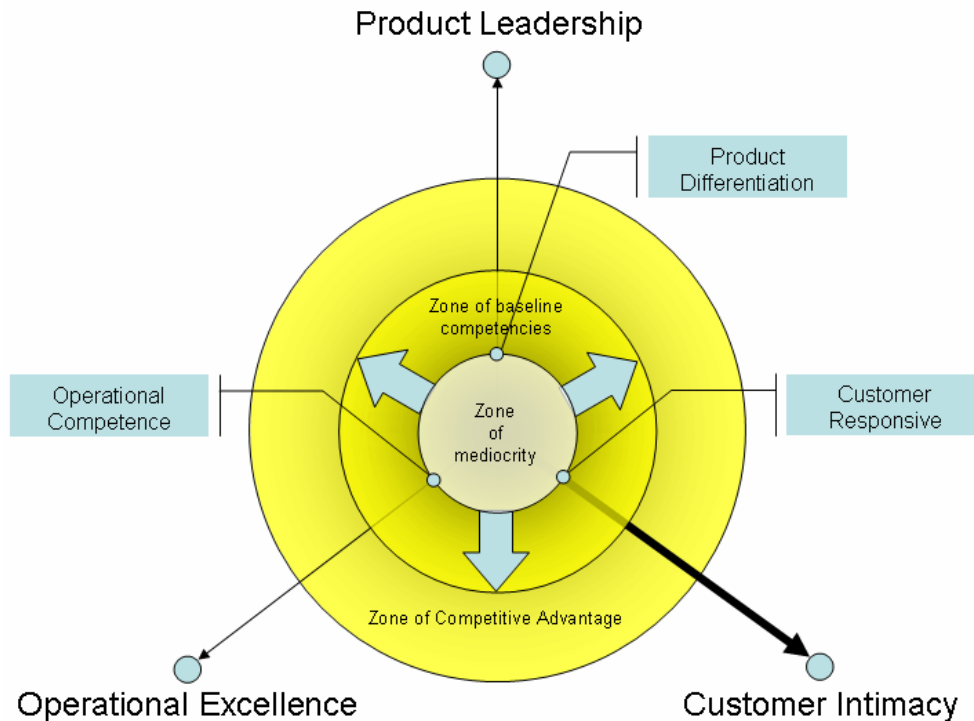 Product Leadership
Product
Differentiation
Zone of baseline
competencies
Operational
Competence
Zone
of
mediocrity
Customer
Responsive
Zone of Competitive Advantage
Operational Excellence
Customer Intimacy